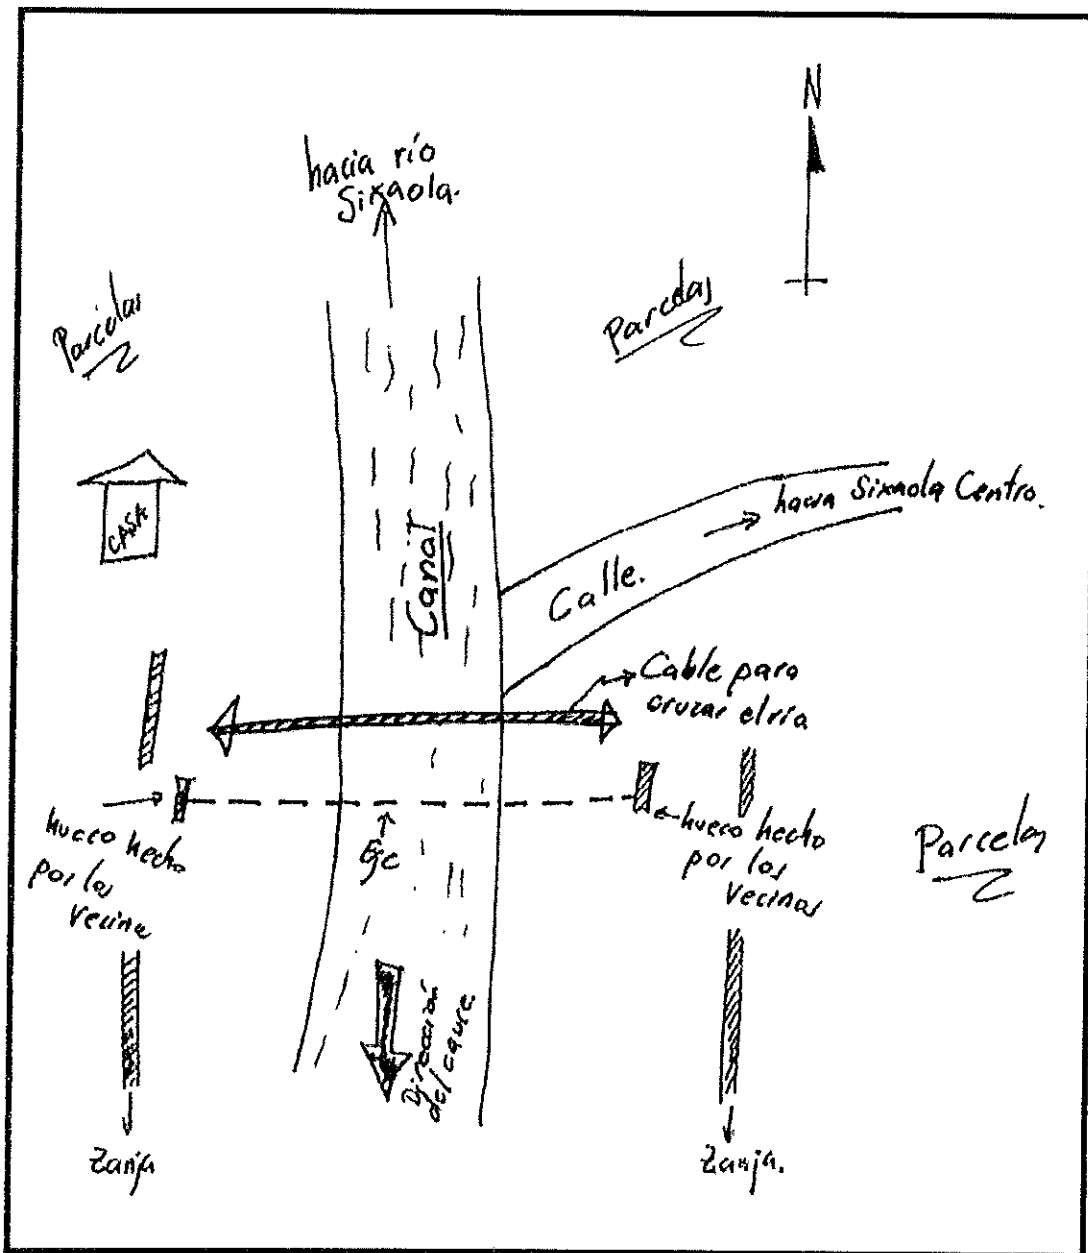 N
hacia río
Sixaola.
Parcelas
Parcelas
CASA
Canal
hacia Sixaola Centro.
Calle.
Cable para
cruzar el río
hueco hecho
por los
vecinos
Eje
hueco hecho
por los
vecinos
Parcelas
Dirección
del cauce.
Zanja
Zanja.